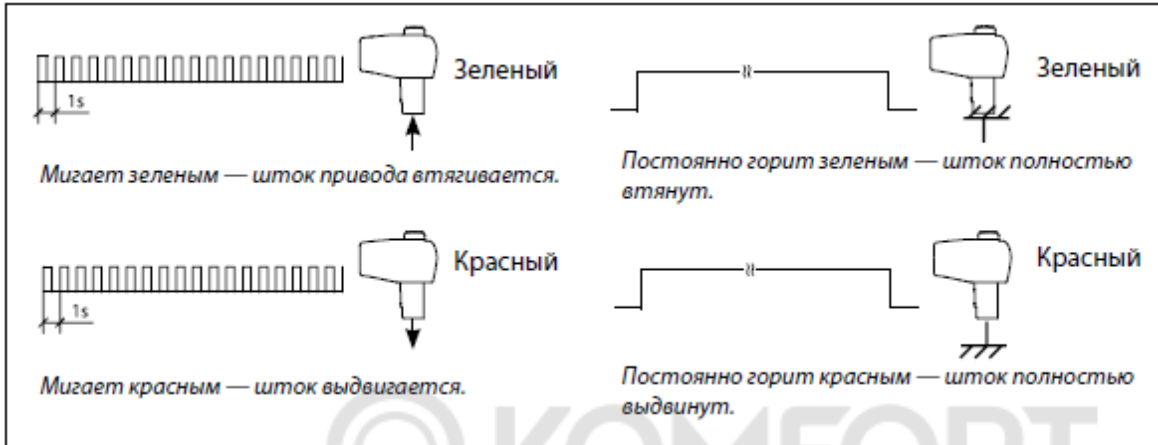 Зеленый
1s
Мигает зеленым — шток привода втягивается.
Зеленый
Постоянно горит зеленым — шток полностью
втянут.
Красный
1s
Мигает красным — шток выдвигается.
Красный
Постоянно горит красным — шток полностью
выдвинут.
КОМФОРТ